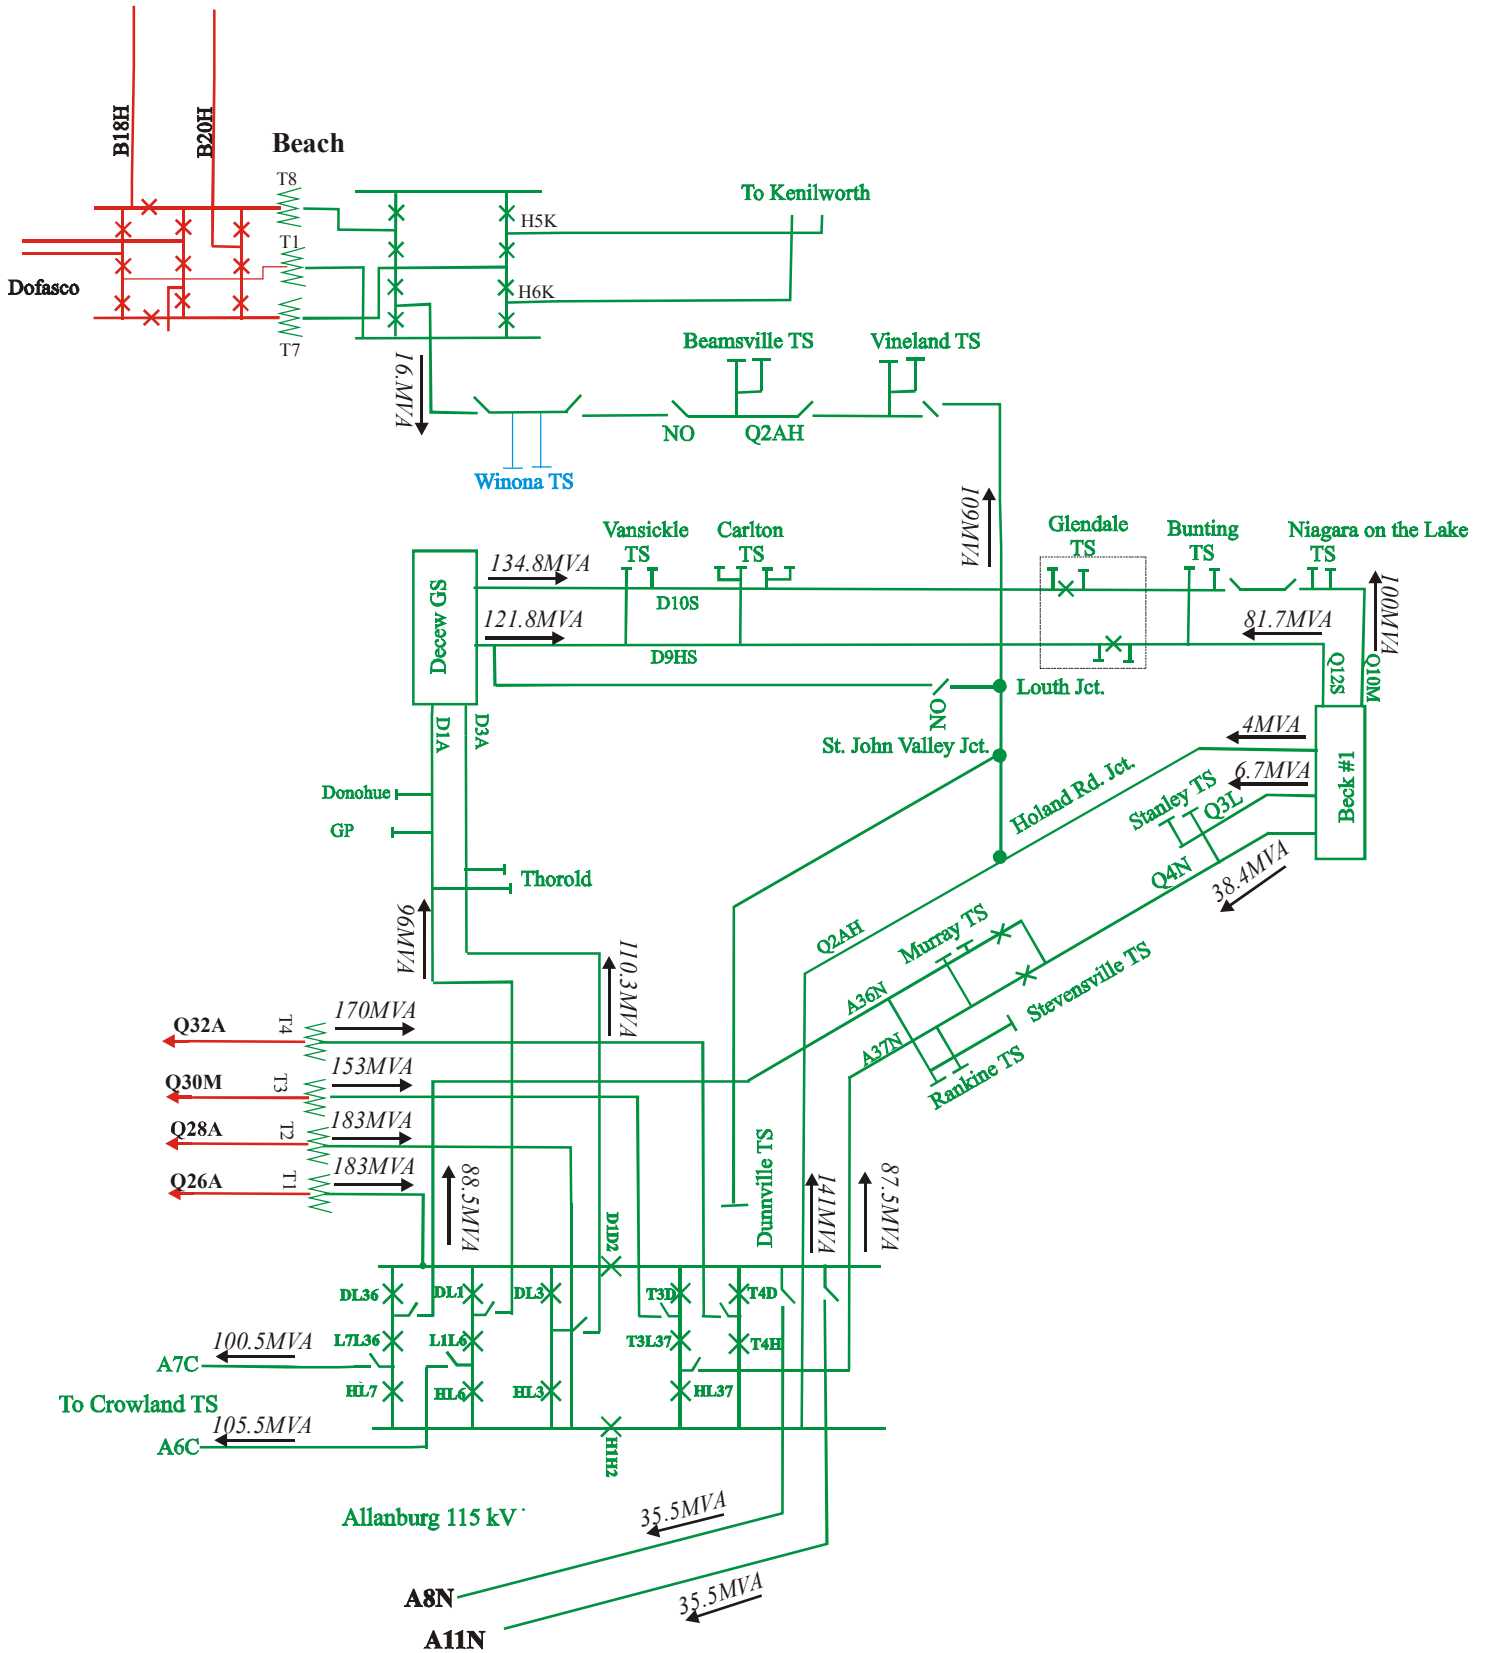 B18H
B20H
Beach
T8
T1
T7
Dofasco
H5K
H6K
To Kenilworth
16.MVA
Beamsville TS
Vineland TS
NO
Q2AH
Winona TS
109MVA
Vansickle
TS
Carlton
TS
Glendale
TS
Bunting
TS
Niagara on the Lake
TS
Decew GS
134.8MVA
121.8MVA
D10S
D9HS
81.7MVA
100MVA
Q12S
Q10M
Louth Jct.
NO
St. John Valley Jct.
D1A
D3A
4MVA
6.7MVA
Beck #1
Holand Rd. Jct.
Stanley TS
Q3L
Q4N
38.4MVA
Donohue
GP
Thorold
96MVA
110.3MVA
Q2AH
Murray TS
Stevensville TS
A36N
A37N
Rankine TS
Q32A
T4
170MVA
Q30M
T3
153MVA
Q28A
T2
183MVA
Q26A
T1
183MVA
88.5MVA
Dunnville TS
141MVA
87.5MVA
D1D2
DL36
DL1
DL3
T3D
T4D
L7L36
L1L6
T3L37
T4H
HL7
HL6
HL3
HL37
A7C
100.5MVA
To Crowland TS
A6C
105.5MVA
H1H2
Allanburg 115 kV
35.5MVA
A8N
35.5MVA
A11N